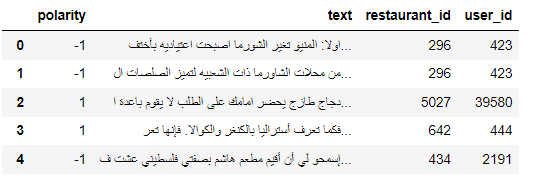 polarity text restaurant_id user_id
0 -1 اولا: المنيو تغير الشورما اصبحت اعتياديه بأختف... 296 423
1 -1 من محلات الشاورما ذات الشعبيه لتميز الصلصات ال... 296 423
2 1 دجاج طازج يحضر امامك على الطلب لا يقوم باعدة ا... 5027 39580
3 1 فكما تعرف أستراليا بالكنغر والكوالا. فإنها تعر... 642 444
4 -1 إسمحو لي أن أقيم مطعم هاشم بصفتي فلسطيني عشت ف... 434 2191